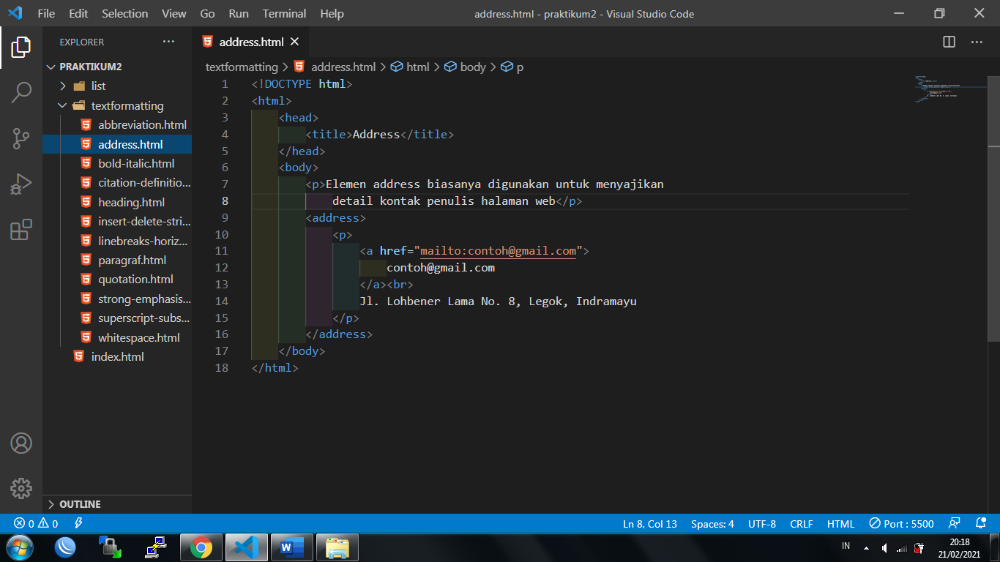 File Edit Selection View Go Run Terminal Help
address.html - praktikum2 - Visual Studio Code
EXPLORER
PRAKTIKUM2
list
textformatting
abbreviation.html
address.html
bold-italic.html
citation-definitio...
heading.html
insert-delete-stri...
linebreaks-horiz...
paragraf.html
quotation.html
strong-emphasis...
superscript-subs...
whitespace.html
index.html
OUTLINE
address.html
textformatting > address.html > html > body > p
1 <!DOCTYPE html>
2 <html>
3 <head>
4 <title>Address</title>
5 </head>
6 <body>
7 <p>Elemen address biasanya digunakan untuk menyajikan
8 detail kontak penulis halaman web</p>
9 <address>
10 <p>
11 <a href="mailto:contoh@gmail.com">
12 contoh@gmail.com
13 </a><br>
14 Jl. Lohbener Lama No. 8, Legok, Indramayu
15 </p>
16 </address>
17 </body>
18 </html>
0 0
Ln 8, Col 13 Spaces: 4 UTF-8 CRLF HTML Port : 5500
IN
20:18
21/02/2021